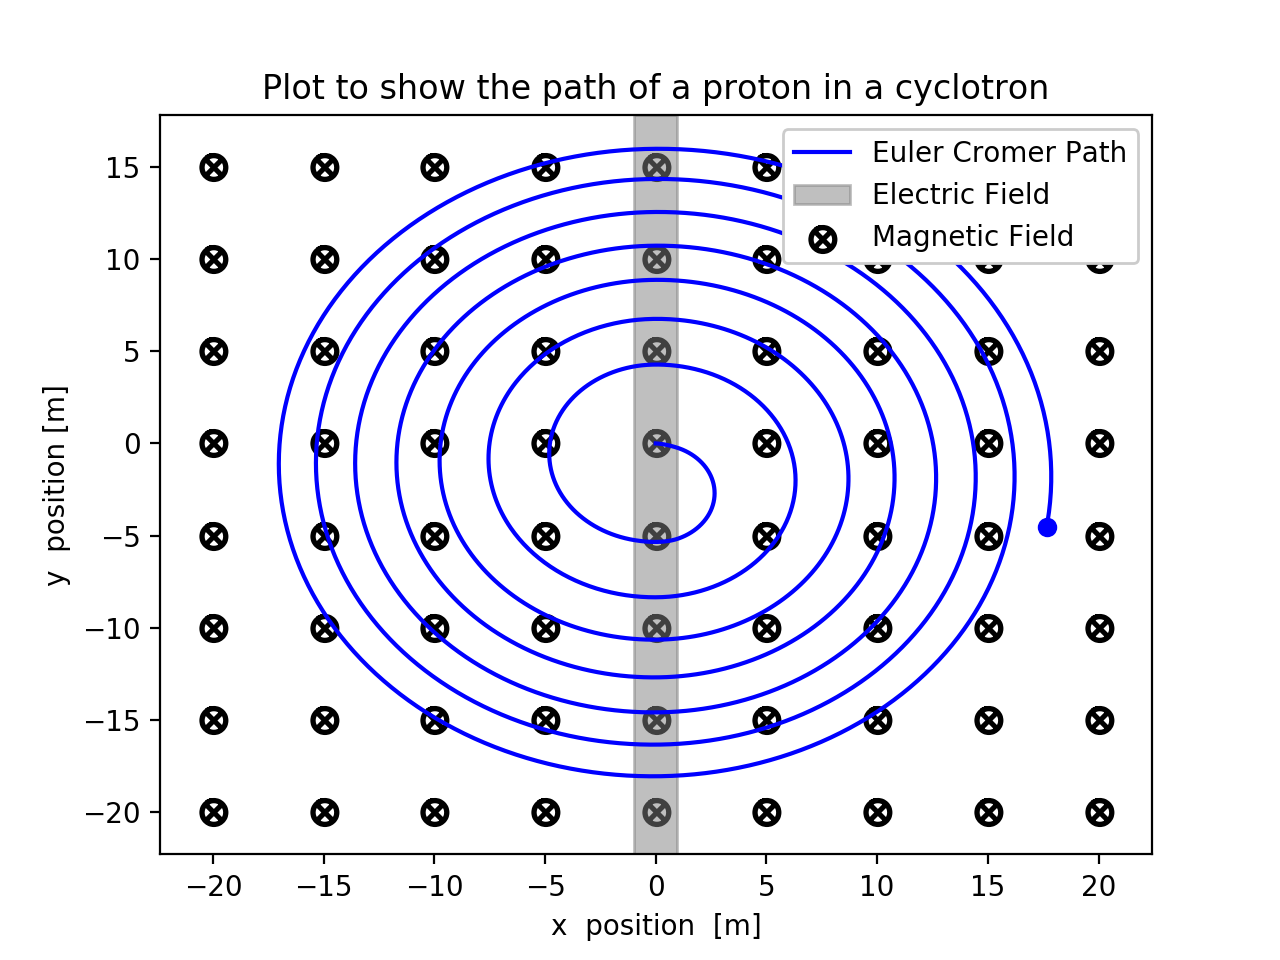 Plot to show the path of a proton in a cyclotron
Euler Cromer Path
Electric Field
Magnetic Field
15
10
5
0
−5
−10
−15
−20
y position [m]
−20 −15 −10 −5 0 5 10 15 20
x position [m]